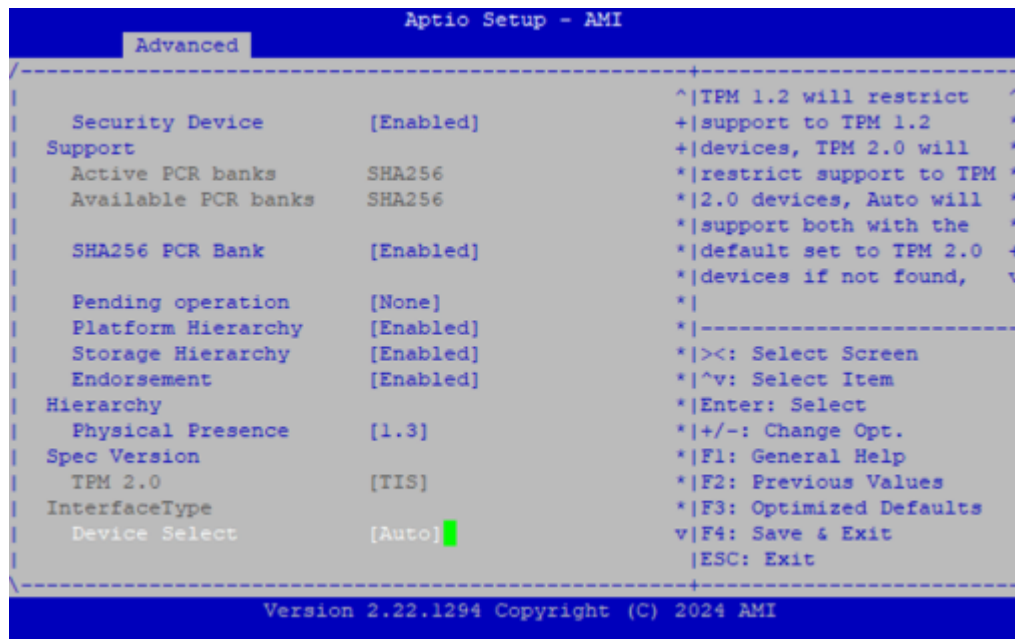 Aptio Setup - AMI
Advanced
/----------------------------------------------------+-------------------------
| ^|TPM 1.2 will restrict ^
| Security Device [Enabled] +|support to TPM 1.2 *
| Support +|devices, TPM 2.0 will *
| Active PCR banks SHA256 *|restrict support to TPM *
| Available PCR banks SHA256 *|2.0 devices, Auto will *
| *|support both with the *
| SHA256 PCR Bank [Enabled] *|default set to TPM 2.0 +
| *|devices if not found, v
| Pending operation [None] *|
| Platform Hierarchy [Enabled] *|-------------------------
| Storage Hierarchy [Enabled] *|><: Select Screen
| Endorsement [Enabled] *|^v: Select Item
| Hierarchy *|Enter: Select
| Physical Presence [1.3] *|+/-: Change Opt.
| Spec Version *|F1: General Help
| TPM 2.0 [TIS] *|F2: Previous Values
| InterfaceType *|F3: Optimized Defaults
| Device Select [Auto] v|F4: Save & Exit
| |ESC: Exit
\----------------------------------------------------+-------------------------
Version 2.22.1294 Copyright (C) 2024 AMI